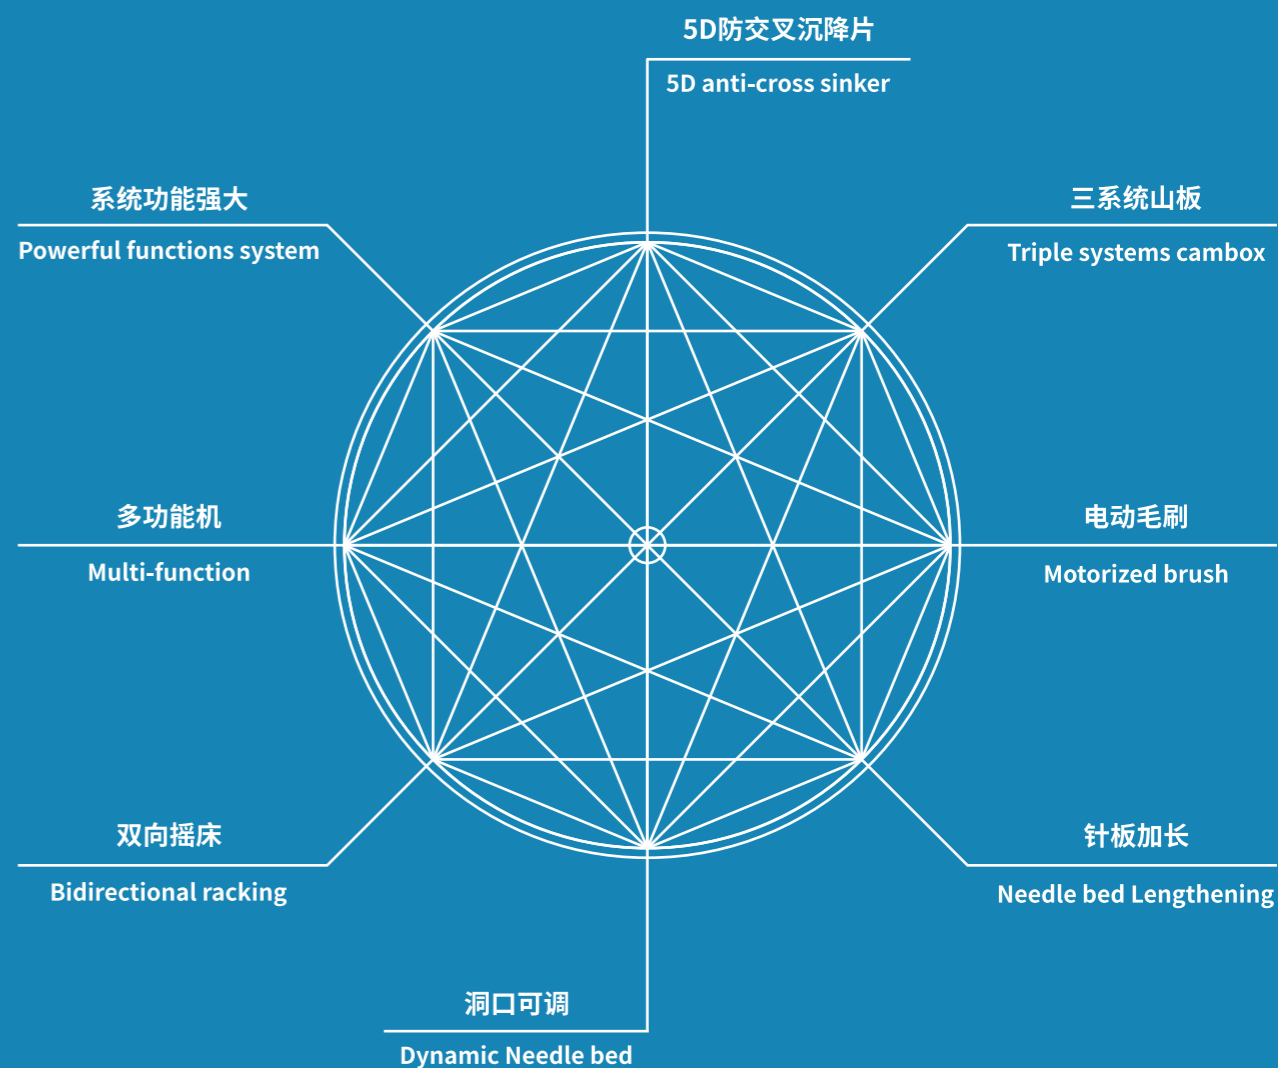 5D防交叉沉降片
5D anti-cross sinker
系统功能强大
Powerful functions system
三系统山板
Triple systems cambox
多功能机
Multi-function
电动毛刷
Motorized brush
双向摇床
Bidirectional racking
针板加长
Needle bed Lengthening
洞口可调
Dynamic Needle bed